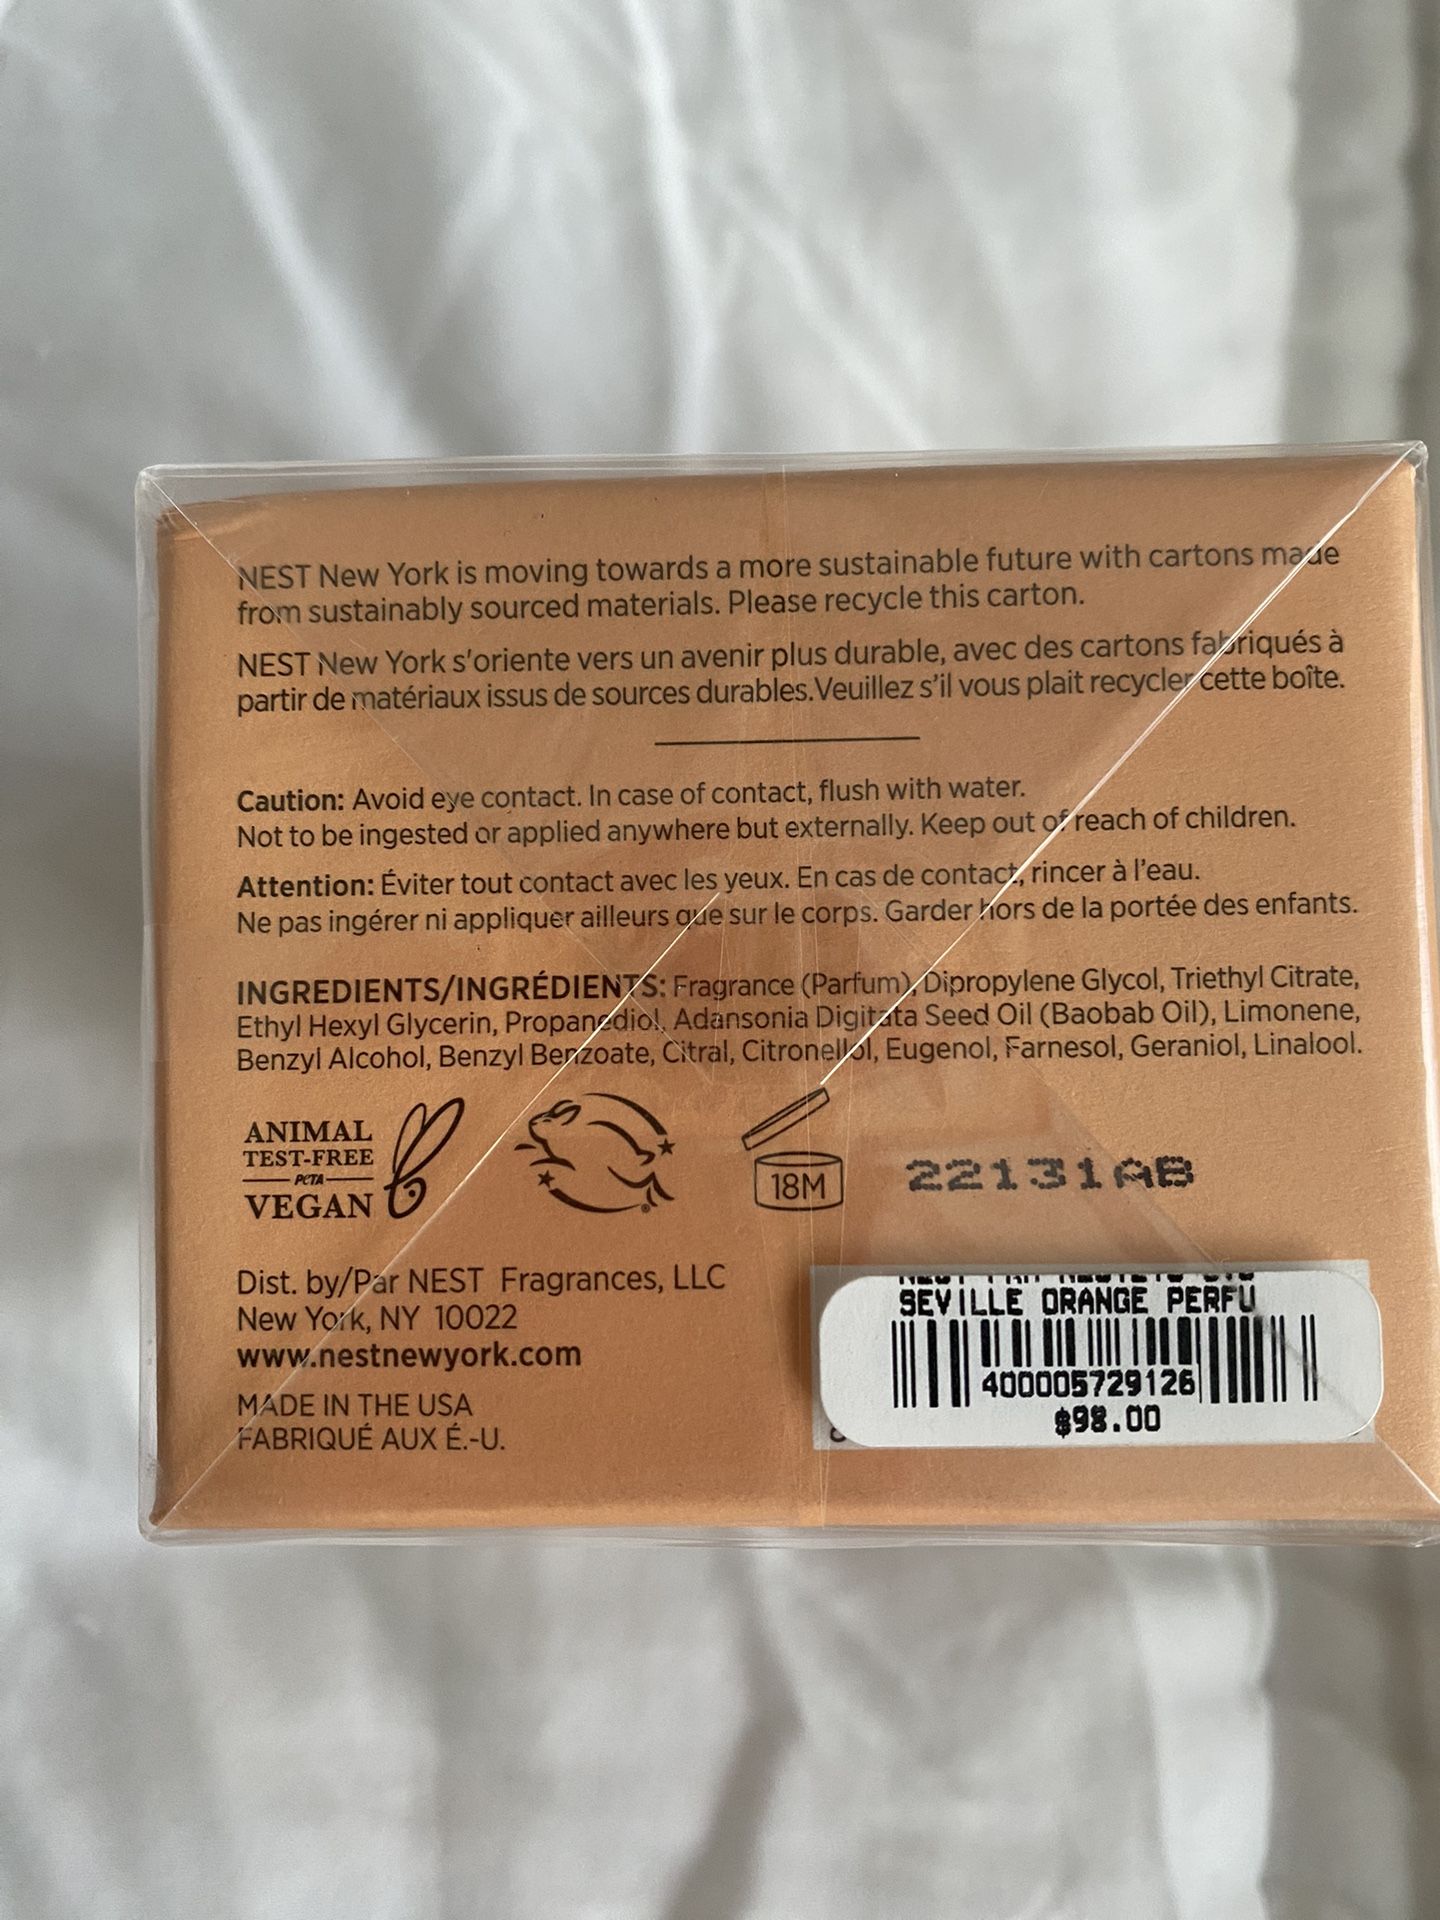 NEST New York is moving towards a more sustainable future with cartons made
from sustainably sourced materials. Please recycle this carton.
NEST New York s'oriente vers un avenir plus durable, avec des cartons fabriqués à
partir de matériaux issus de sources durables.Veuillez s'il vous plait recycler cette boîte.
Caution: Avoid eye contact. In case of contact, flush with water.
Not to be ingested or applied anywhere but externally. Keep out of reach of children.
Attention: Éviter tout contact avec les yeux. En cas de contact, rincer à l'eau.
Ne pas ingérer ni appliquer ailleurs que sur le corps. Garder hors de la portée des enfants.
INGREDIENTS/INGRÉDIENTS: Fragrance (Parfum), Dipropylene Glycol, Triethyl Citrate,
Ethyl Hexyl Glycerin, Propanediol, Adansonia Digitata Seed Oil (Baobab Oil), Limonene,
Benzyl Alcohol, Benzyl Benzoate, Citral, Citronellol, Eugenol, Farnesol, Geraniol, Linalool.
ANIMAL
TEST-FREE
PETA
VEGAN
®
18M
22131AB
Dist. by/Par NEST Fragrances, LLC
New York, NY 10022
www.nestnewyork.com
MADE IN THE USA
FABRIQUÉ AUX É.-U.
SEVILLE ORANGE PERFU
400005729126
$98.00